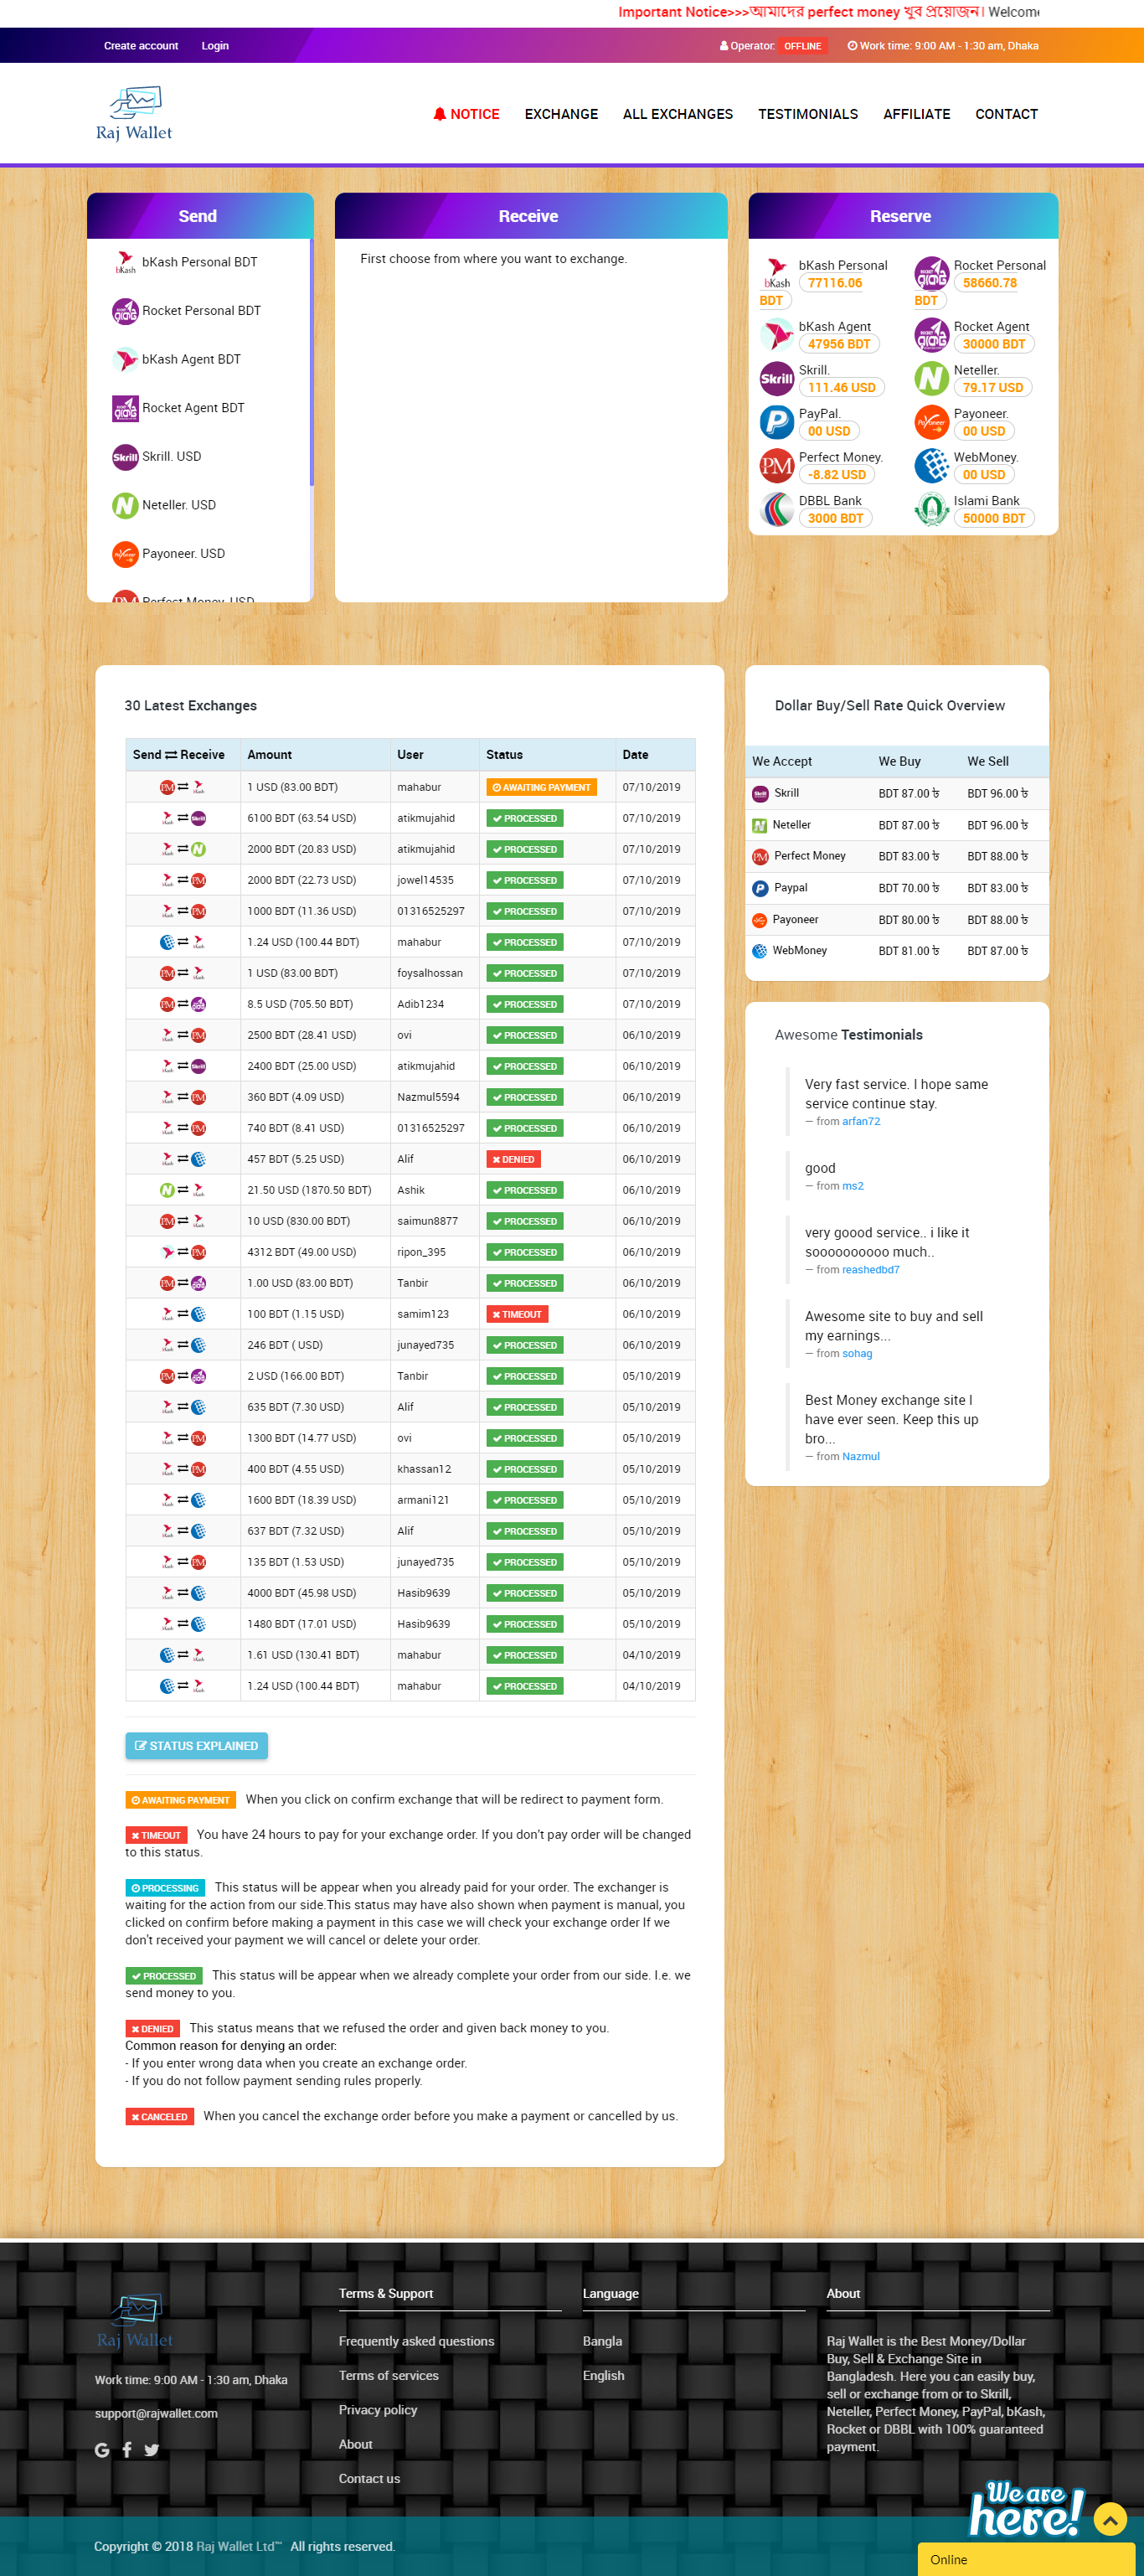 Important Notice>>>আমাদের perfect money খুব প্রয়োজন। Welcome
Create account Login Operator: OFFLINE Work time: 9:00 AM - 1:30 am, Dhaka
Raj Wallet
NOTICE EXCHANGE ALL EXCHANGES TESTIMONIALS AFFILIATE CONTACT
Send
bKash Personal BDT
Rocket Personal BDT
bKash Agent BDT
Rocket Agent BDT
Skrill. USD
Neteller. USD
Payoneer. USD
Perfect Money. USD
Receive
First choose from where you want to exchange.
Reserve
bKash Personal 77116.06 BDT
Rocket Personal 58660.78 BDT
bKash Agent 47956 BDT
Rocket Agent 30000 BDT
Skrill. 111.46 USD
Neteller. 79.17 USD
PayPal. 00 USD
Payoneer. 00 USD
Perfect Money. -8.82 USD
WebMoney. 00 USD
DBBL Bank 3000 BDT
Islami Bank 50000 BDT
30 Latest Exchanges
Send Receive Amount User Status Date
1 USD (83.00 BDT) mahabur AWAITING PAYMENT 07/10/2019
6100 BDT (63.54 USD) atikmujahid PROCESSED 07/10/2019
2000 BDT (20.83 USD) atikmujahid PROCESSED 07/10/2019
2000 BDT (22.73 USD) jowel14535 PROCESSED 07/10/2019
1000 BDT (11.36 USD) 01316525297 PROCESSED 07/10/2019
1.24 USD (100.44 BDT) mahabur PROCESSED 07/10/2019
1 USD (83.00 BDT) foysalhossan PROCESSED 07/10/2019
8.5 USD (705.50 BDT) Adib1234 PROCESSED 07/10/2019
2500 BDT (28.41 USD) ovi PROCESSED 06/10/2019
2400 BDT (25.00 USD) atikmujahid PROCESSED 06/10/2019
360 BDT (4.09 USD) Nazmul5594 PROCESSED 06/10/2019
740 BDT (8.41 USD) 01316525297 PROCESSED 06/10/2019
457 BDT (5.25 USD) Alif DENIED 06/10/2019
21.50 USD (1870.50 BDT) Ashik PROCESSED 06/10/2019
10 USD (830.00 BDT) saimun8877 PROCESSED 06/10/2019
4312 BDT (49.00 USD) ripon_395 PROCESSED 06/10/2019
1.00 USD (83.00 BDT) Tanbir PROCESSED 06/10/2019
100 BDT (1.15 USD) samim123 TIMEOUT 06/10/2019
246 BDT ( USD) junayed735 PROCESSED 06/10/2019
2 USD (166.00 BDT) Tanbir PROCESSED 05/10/2019
635 BDT (7.30 USD) Alif PROCESSED 05/10/2019
1300 BDT (14.77 USD) ovi PROCESSED 05/10/2019
400 BDT (4.55 USD) khassan12 PROCESSED 05/10/2019
1600 BDT (18.39 USD) armani121 PROCESSED 05/10/2019
637 BDT (7.32 USD) Alif PROCESSED 05/10/2019
135 BDT (1.53 USD) junayed735 PROCESSED 05/10/2019
4000 BDT (45.98 USD) Hasib9639 PROCESSED 05/10/2019
1480 BDT (17.01 USD) Hasib9639 PROCESSED 05/10/2019
1.61 USD (130.41 BDT) mahabur PROCESSED 04/10/2019
1.24 USD (100.44 BDT) mahabur PROCESSED 04/10/2019
STATUS EXPLAINED
AWAITING PAYMENT When you click on confirm exchange that will be redirect to payment form.
TIMEOUT You have 24 hours to pay for your exchange order. If you don't pay order will be changed
to this status.
PROCESSING This status will be appear when you already paid for your order. The exchanger is
waiting for the action from our side.This status may have also shown when payment is manual, you
clicked on confirm before making a payment in this case we will check your exchange order If we
don't received your payment we will cancel or delete your order.
PROCESSED This status will be appear when we already complete your order from our side. I.e. we
send money to you.
DENIED This status means that we refused the order and given back money to you.
Common reason for denying an order:
- If you enter wrong data when you create an exchange order.
- If you do not follow payment sending rules properly.
CANCELED When you cancel the exchange order before you make a payment or cancelled by us.
Dollar Buy/Sell Rate Quick Overview
We Accept We Buy We Sell
Skrill BDT 87.00 ৳ BDT 96.00 ৳
Neteller BDT 87.00 ৳ BDT 96.00 ৳
Perfect Money BDT 83.00 ৳ BDT 88.00 ৳
Paypal BDT 70.00 ৳ BDT 83.00 ৳
Payoneer BDT 80.00 ৳ BDT 88.00 ৳
WebMoney BDT 81.00 ৳ BDT 87.00 ৳
Awesome Testimonials
Very fast service. I hope same
service continue stay.
— from arfan72
good
— from ms2
very goood service.. i like it
soooooooooo much..
— from reashedbd7
Awesome site to buy and sell
my earnings...
— from sohag
Best Money exchange site I
have ever seen. Keep this up
bro...
— from Nazmul
Raj Wallet
Work time: 9:00 AM - 1:30 am, Dhaka
support@rajwallet.com
Terms & Support
Frequently asked questions
Terms of services
Privacy policy
About
Contact us
Language
Bangla
English
About
Raj Wallet is the Best Money/Dollar
Buy, Sell & Exchange Site in
Bangladesh. Here you can easily buy,
sell or exchange from or to Skrill,
Neteller, Perfect Money, PayPal, bKash,
Rocket or DBBL with 100% guaranteed
payment.
We are
here!
Copyright © 2018 Raj Wallet Ltd™ All rights reserved.
Online